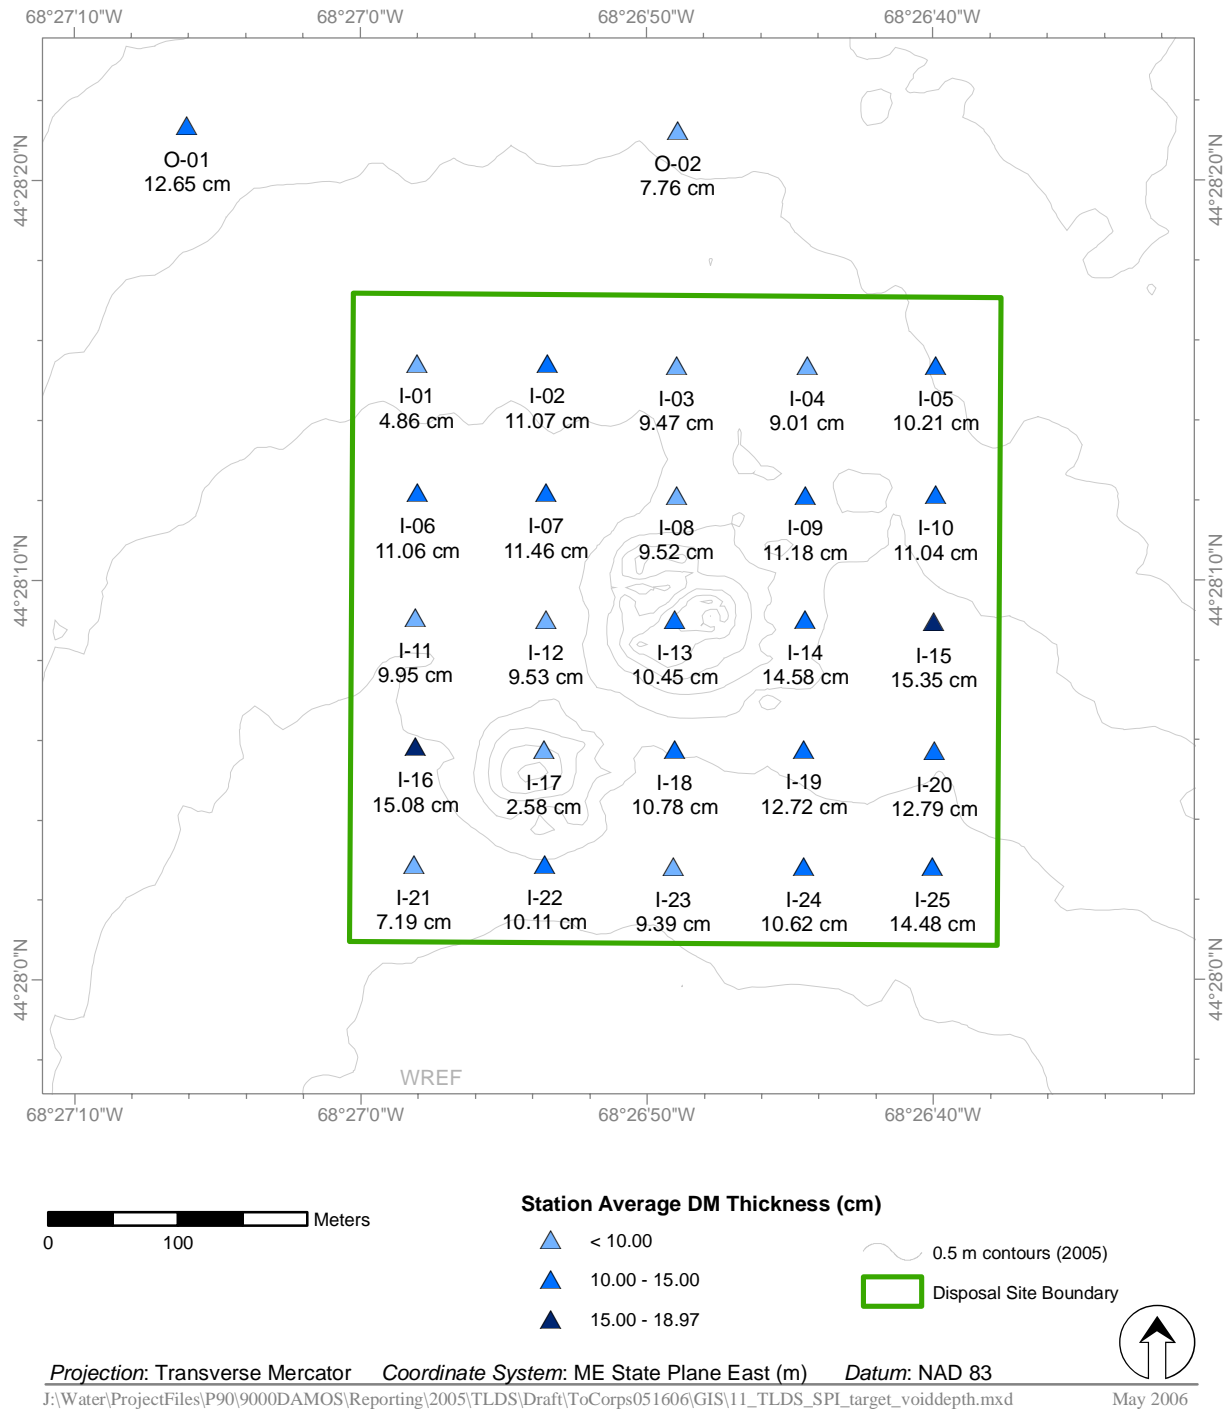 68°27'10"W 68°27'0"W 68°26'50"W 68°26'40"W
44°28'20"N
44°28'20"N
O-01
12.65 cm
O-02
7.76 cm
I-01
4.86 cm
I-02
11.07 cm
I-03
9.47 cm
I-04
9.01 cm
I-05
10.21 cm
I-06
11.06 cm
I-07
11.46 cm
I-08
9.52 cm
I-09
11.18 cm
I-10
11.04 cm
44°28'10"N
44°28'10"N
I-11
9.95 cm
I-12
9.53 cm
I-13
10.45 cm
I-14
14.58 cm
I-15
15.35 cm
I-16
15.08 cm
I-17
2.58 cm
I-18
10.78 cm
I-19
12.72 cm
I-20
12.79 cm
I-21
7.19 cm
I-22
10.11 cm
I-23
9.39 cm
I-24
10.62 cm
I-25
14.48 cm
44°28'0"N
44°28'0"N
WREF
68°27'10"W 68°27'0"W 68°26'50"W 68°26'40"W
Meters
0 100
Station Average DM Thickness (cm)
< 10.00
10.00 - 15.00
15.00 - 18.97
0.5 m contours (2005)
Disposal Site Boundary
Projection: Transverse Mercator Coordinate System: ME State Plane East (m) Datum: NAD 83
J:\Water\ProjectFiles\P90\9000DAMOS\Reporting\2005\TLDS\Draft\ToCorps051606\GIS\11_TLDS_SPI_target_voiddepth.mxd May 2006